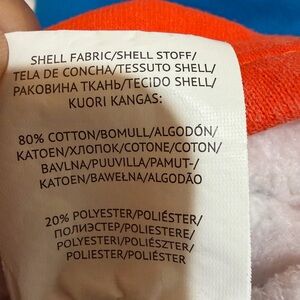 SHELL FABRIC/SHELL STOFF/
TELA DE CONCHA/TESSUTO SHELL/
РАКОВИНА ТКАНЬ/TECIDO SHELL/
KUORI KANGAS:
80% COTTON/BOMULL/ALGODÓN/
KATOEN/ХЛОПОК/COTONE/COTON/
BAVLNA/PUUVILLA/PAMUT-/
KATOEN/BAWEŁNA/ALGODÃO
20% POLYESTER/POLIÉSTER/
ПОЛИЭСТЕР/POLIESTERE/
POLYESTERI/POLIÉSZTER/
POLIESTER/POLIÉSTER